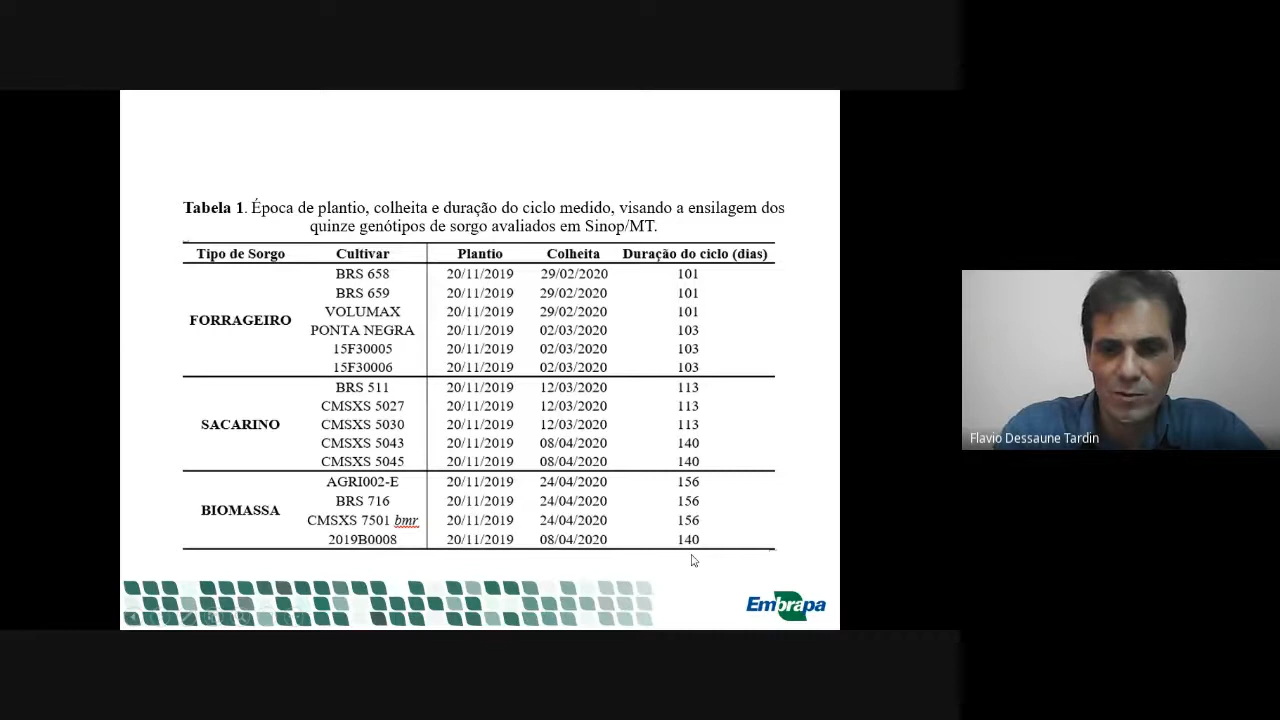 Tabela 1. Época de plantio, colheita e duração do ciclo medido, visando a ensilagem dos
quinze genótipos de sorgo avaliados em Sinop/MT.
Tipo de Sorgo Cultivar Plantio Colheita Duração do ciclo (dias)
BRS 658 20/11/2019 29/02/2020 101
BRS 659 20/11/2019 29/02/2020 101
VOLUMAX 20/11/2019 29/02/2020 101
FORRAGEIRO
PONTA NEGRA 20/11/2019 02/03/2020 103
15F30005 20/11/2019 02/03/2020 103
15F30006 20/11/2019 02/03/2020 103
BRS 511 20/11/2019 12/03/2020 113
CMSXS 5027 20/11/2019 12/03/2020 113
SACARINO CMSXS 5030 20/11/2019 12/03/2020 113
CMSXS 5043 20/11/2019 08/04/2020 140
CMSXS 5045 20/11/2019 08/04/2020 140
AGRI002-E 20/11/2019 24/04/2020 156
BRS 716 20/11/2019 24/04/2020 156
BIOMASSA
CMSXS 7501 bmr 20/11/2019 24/04/2020 156
2019B0008 20/11/2019 08/04/2020 140
Embrapa
Flavio Dessaune Tardin